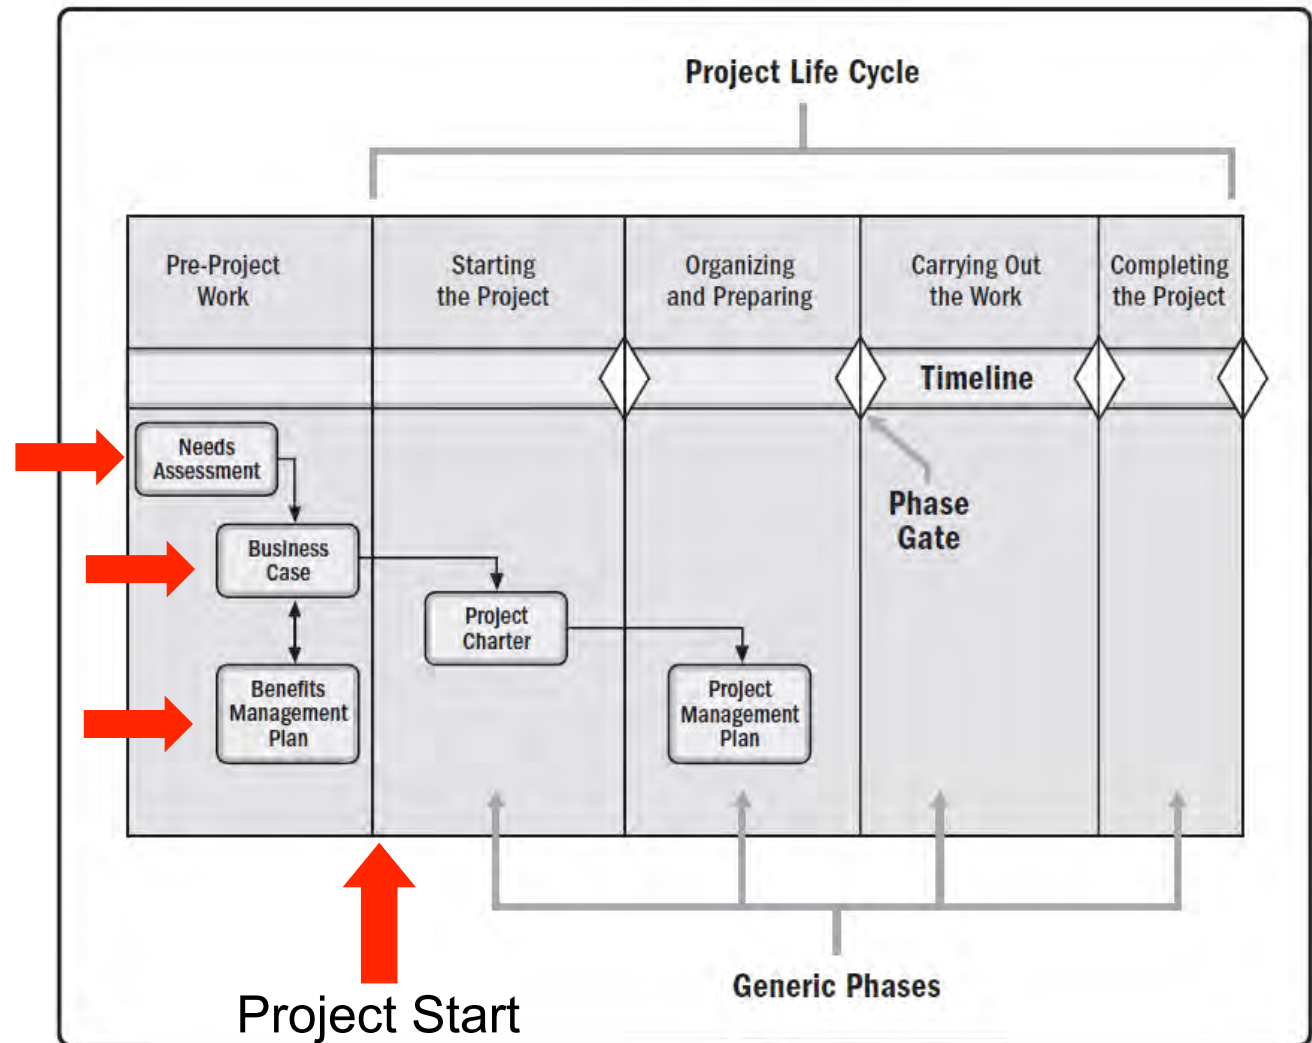 Project Life Cycle
Pre-Project
Work
Starting
the Project
Organizing
and Preparing
Carrying Out
the Work
Completing
the Project
Timeline
Needs
Assessment
Business
Case
Benefits
Management
Plan
Project
Charter
Project
Management
Plan
Phase
Gate
Generic Phases
Project Start